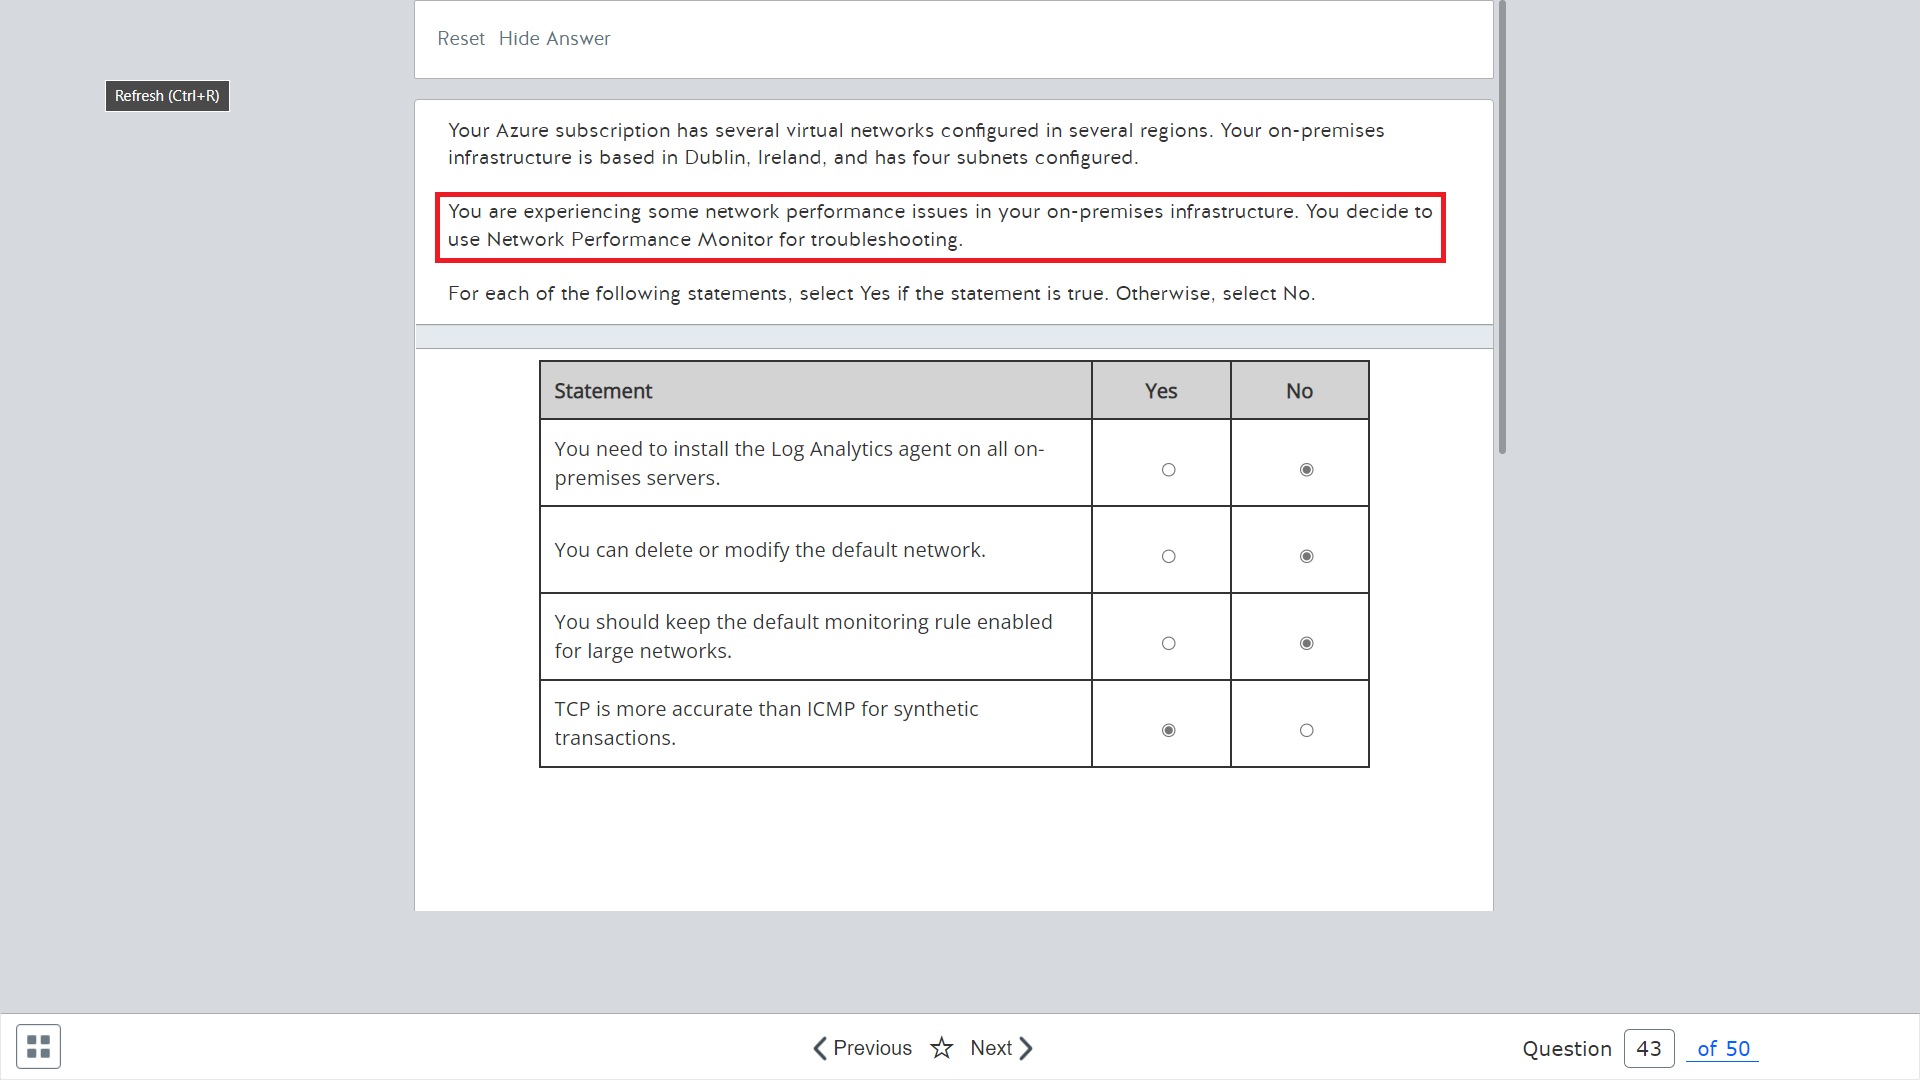 Reset Hide Answer
Refresh (Ctrl+R)
Your Azure subscription has several virtual networks configured in several regions. Your on-premises
infrastructure is based in Dublin, Ireland, and has four subnets configured.
You are experiencing some network performance issues in your on-premises infrastructure. You decide to
use Network Performance Monitor for troubleshooting.
For each of the following statements, select Yes if the statement is true. Otherwise, select No.
Statement Yes No
You need to install the Log Analytics agent on all on-
premises servers.
You can delete or modify the default network.
You should keep the default monitoring rule enabled
for large networks.
TCP is more accurate than ICMP for synthetic
transactions.
Previous Next Question 43 of 50